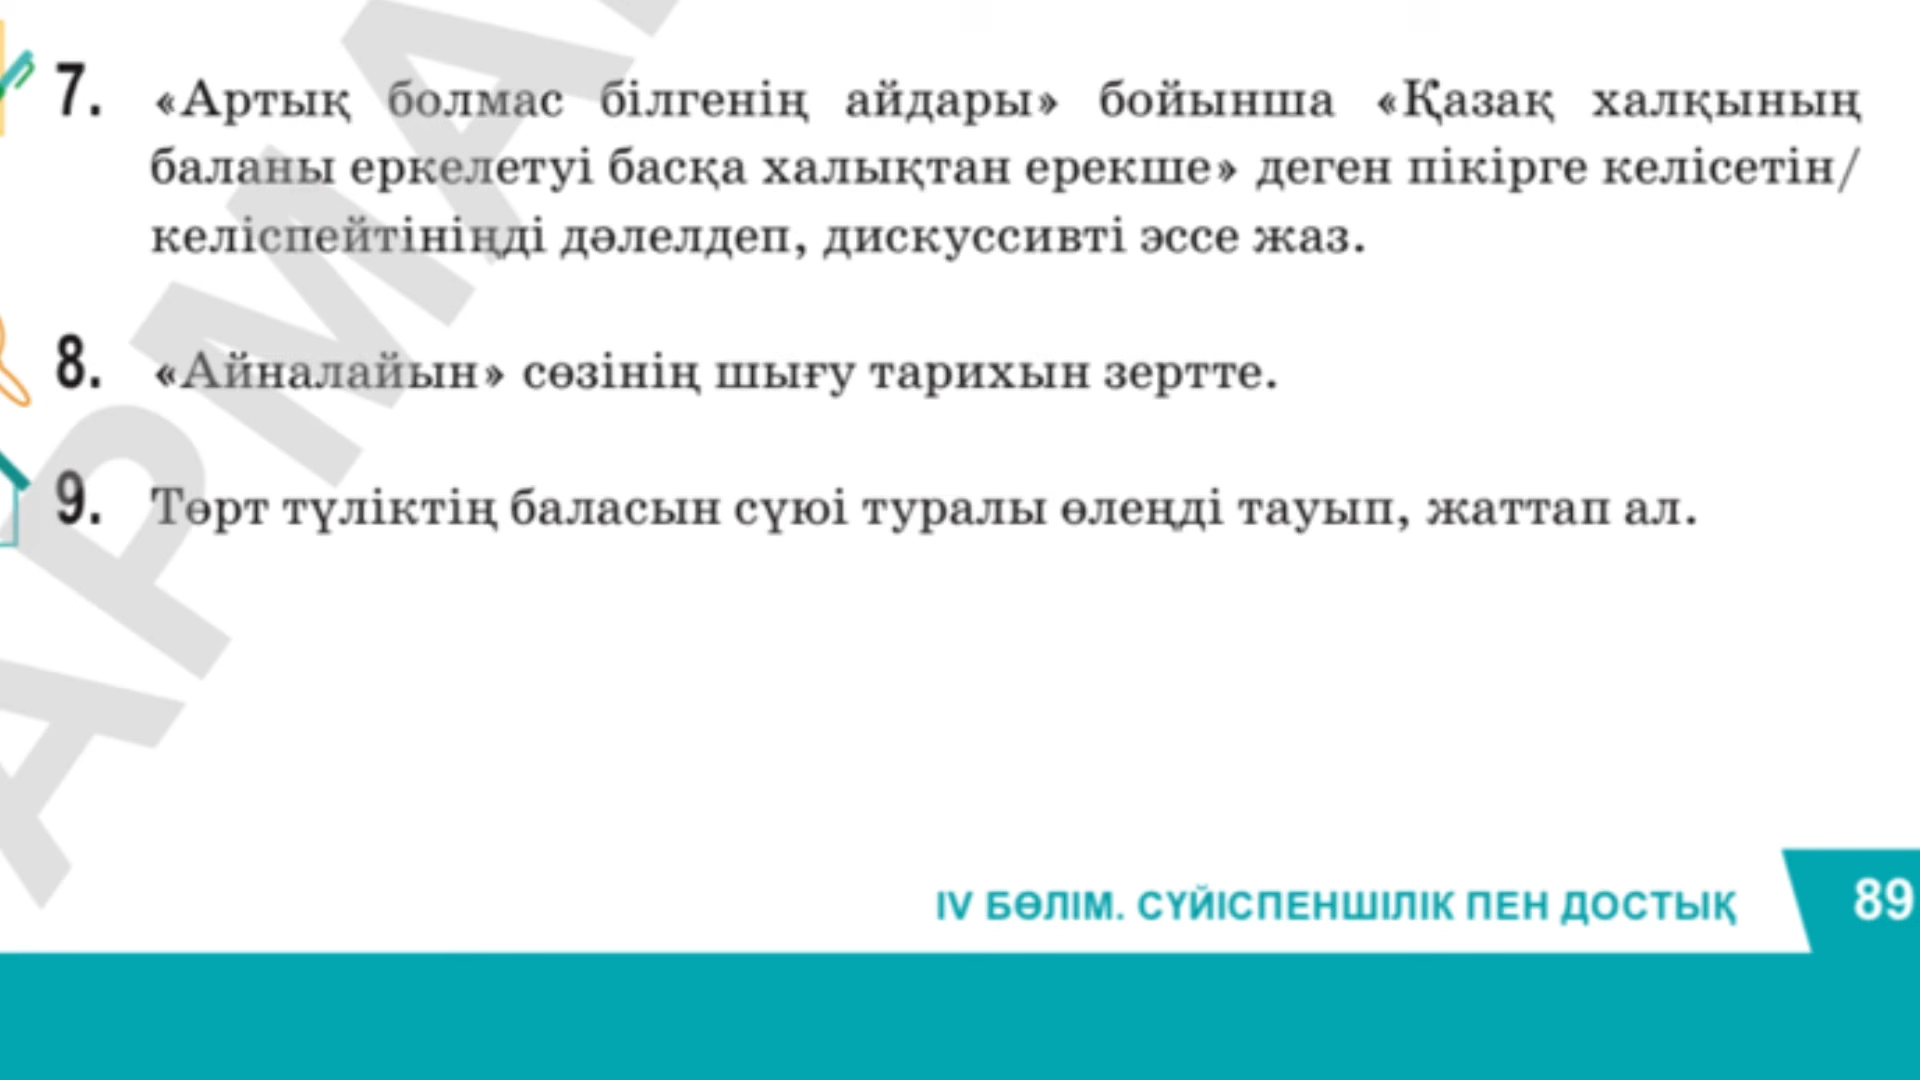 7. «Артық болмас білгенің айдары» бойынша «Қазақ халқының
баланы еркелетуі басқа халықтан ерекше» деген пікірге келісетін/
келіспейтініңді дәлелдеп, дискуссивті эссе жаз.
8. «Айналайын» сөзінің шығу тарихын зертте.
9. Төрт түліктің баласын сүюі туралы өлеңді тауып, жаттап ал.
IV БӨЛІМ. СҮЙІСПЕНШІЛІК ПЕН ДОСТЫҚ 89
АРМА